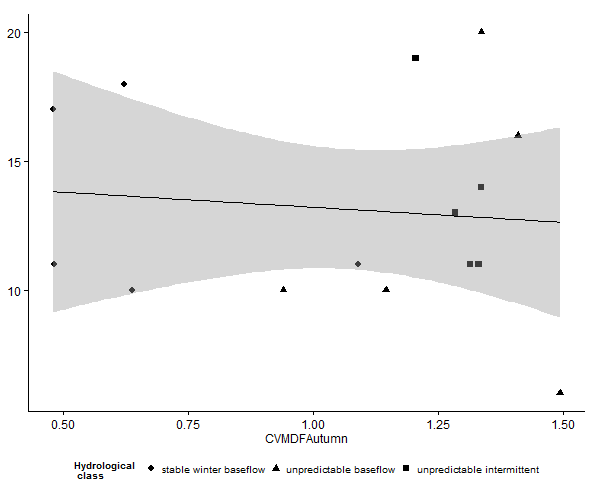 20
15
10
0.50 0.75 1.00 1.25 1.50
CVMDFAutumn
Hydrological
class
stable winter baseflow unpredictable baseflow unpredictable intermittent